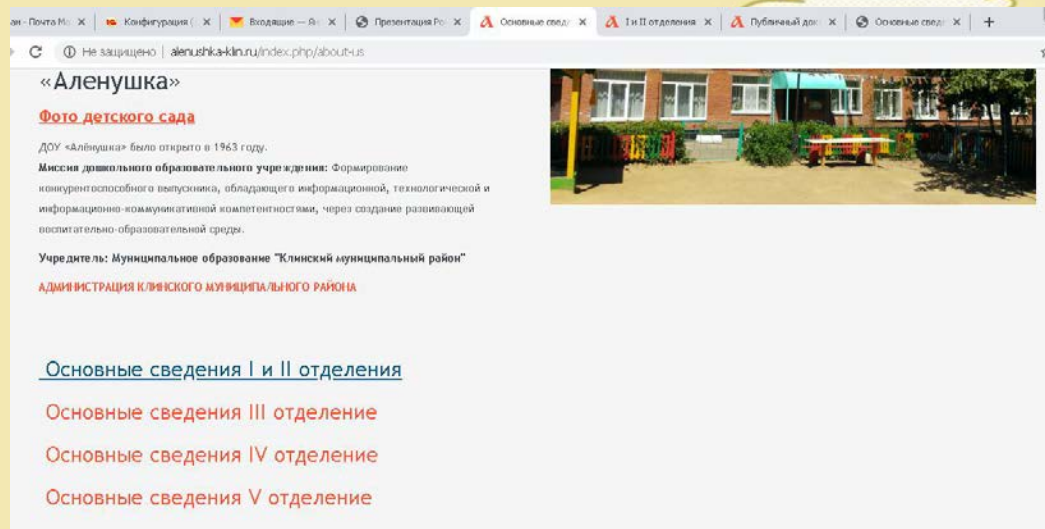 ан - Почта Ma
Конфигурация (
Входящие — Ян
Презентация Ро
Основные свед
I и II отделения
Публичный док
Основные свед
Не защищено | alenushka-klin.ru/index.php/about-us
«Аленушка»
Фото детского сада
ДОУ «Алёнушка» было открыто в 1963 году.
Миссия дошкольного образовательного учреждения: Формирование
конкурентоспособного выпускника, обладающего информационной, технологической и
информационно-коммуникативной компетентностями, через создание развивающей
воспитательно-образовательной среды.
Учредитель: Муниципальное образование "Клинский муниципальный район"
АДМИНИСТРАЦИЯ КЛИНСКОГО МУНИЦИПАЛЬНОГО РАЙОНА
Основные сведения I и II отделения
Основные сведения III отделение
Основные сведения IV отделение
Основные сведения V отделение